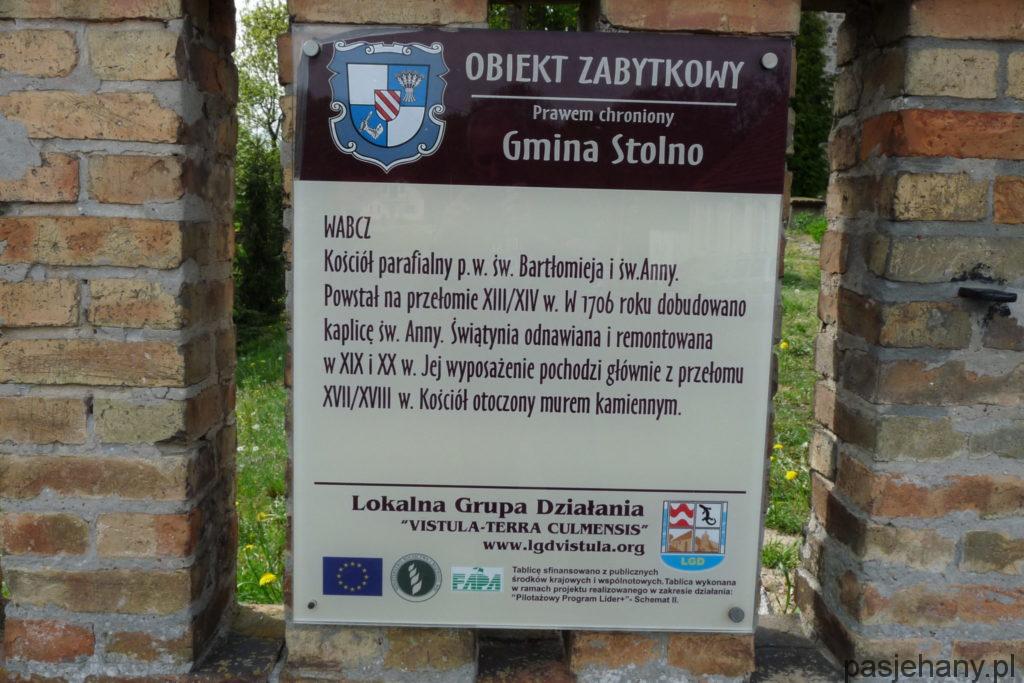 OBIEKT ZABYTKOWY
Prawem chroniony
Gmina Stolno
WABCZ
Kościół parafialny p.w. św. Bartłomieja i św.Anny.
Powstał na przełomie XIII/XIV w. W 1706 roku dobudowano
kaplicę św. Anny. Świątynia odnawiana i remontowana
w XIX i XX w. Jej wyposażenie pochodzi głównie z przełomu
XVII/XVIII w. Kościół otoczony murem kamiennym.
Lokalna Grupa Działania
"VISTULA-TERRA CULMENSIS"
www.lgdvistula.org
LGD
FAPA
Tablicę sfinansowano z publicznych
środków krajowych i wspólnotowych.Tablica wykonana
w ramach projektu realizowanego w zakresie działania:
"Pilotażowy Program Lider+"- Schemat II.
pasjehany.pl